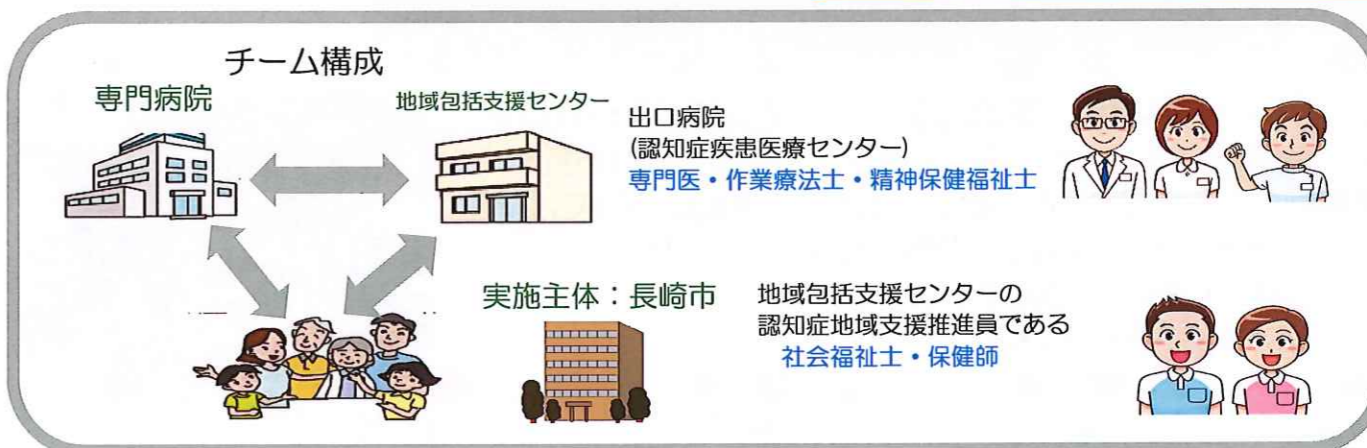 チーム構成
専門病院
地域包括支援センター
出口病院
(認知症疾患医療センター)
専門医・作業療法士・精神保健福祉士
実施主体：長崎市
地域包括支援センターの
認知症地域支援推進員である
社会福祉士・保健師